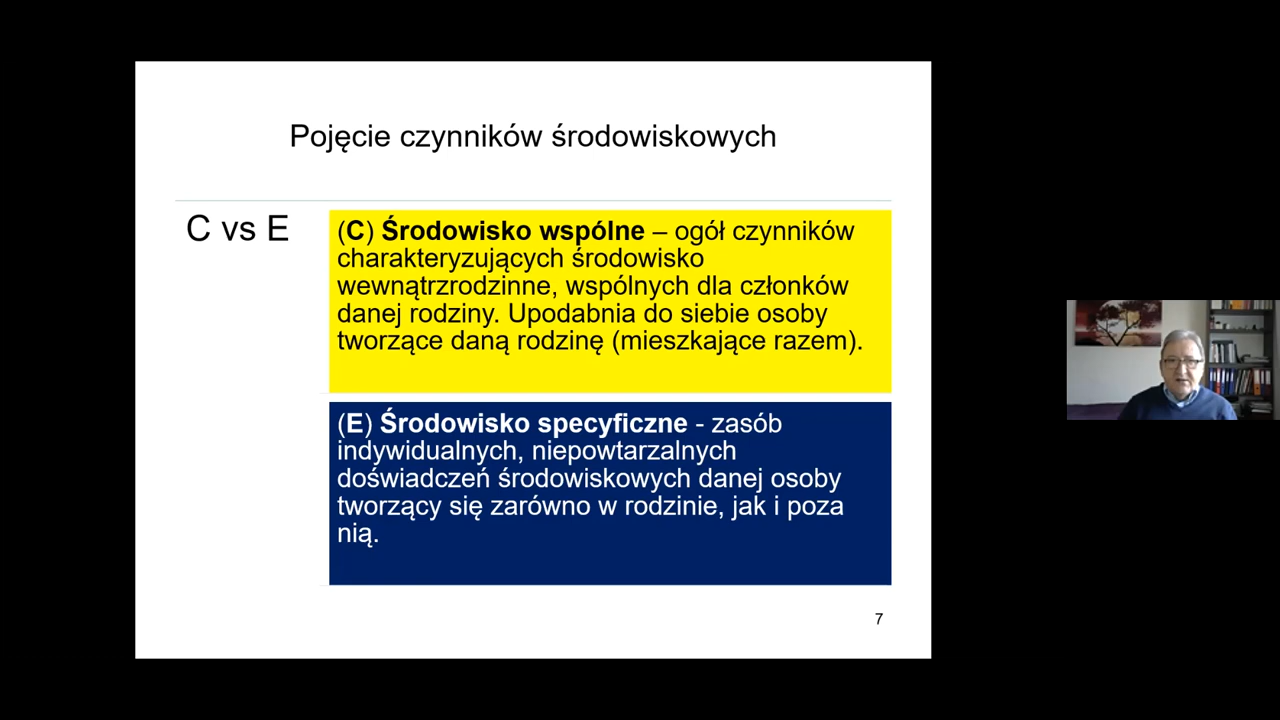 Pojęcie czynników środowiskowych
C vs E
(C) Środowisko wspólne – ogół czynników
charakteryzujących środowisko
wewnątrzrodzinne, wspólnych dla członków
danej rodziny. Upodabnia do siebie osoby
tworzące daną rodzinę (mieszkające razem).
(E) Środowisko specyficzne - zasób
indywidualnych, niepowtarzalnych
doświadczeń środowiskowych danej osoby
tworzący się zarówno w rodzinie, jak i poza
nią.
7